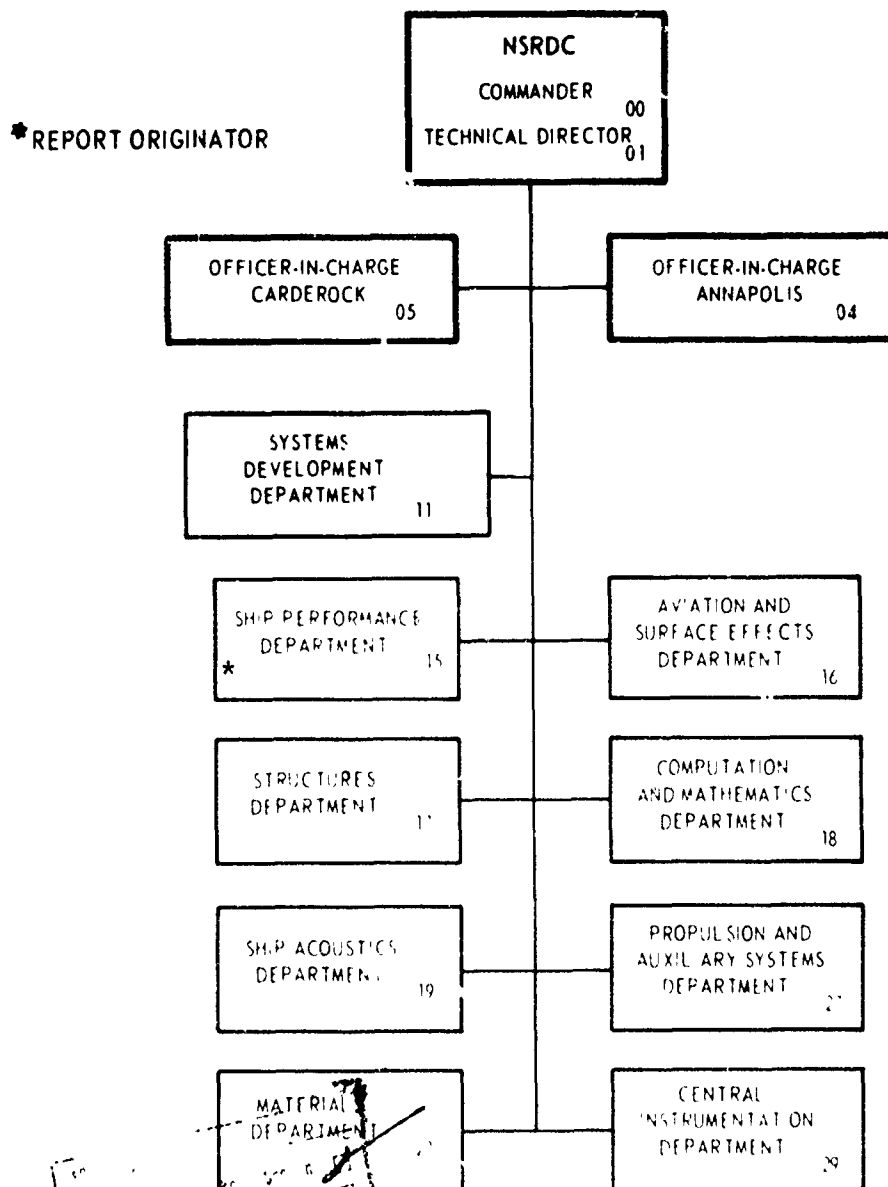 NSRDC
COMMANDER
00
TECHNICAL DIRECTOR
01
*REPORT ORIGINATOR
OFFICER-IN-CHARGE
CARDEROCK
05
OFFICER-IN-CHARGE
ANNAPOLIS
04
SYSTEMS
DEVELOPMENT
DEPARTMENT
11
SHIP PERFORMANCE
DEPARTMENT
* 15
AVIATION AND
SURFACE EFFECTS
DEPARTMENT
16
STRUCTURES
DEPARTMENT
COMPUTATION
AND MATHEMATICS
DEPARTMENT
18
SHIP ACOUSTICS
DEPARTMENT
19
PROPULSION AND
AUXILIARY SYSTEMS
DEPARTMENT
MATERIAL
DEPARTMENT
CENTRAL
INSTRUMENTATION
DEPARTMENT
29